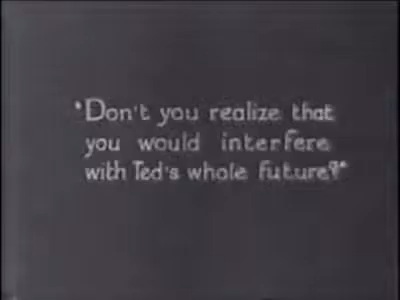 "Don't you realize that
you would interfere
with Ted's whole future?"